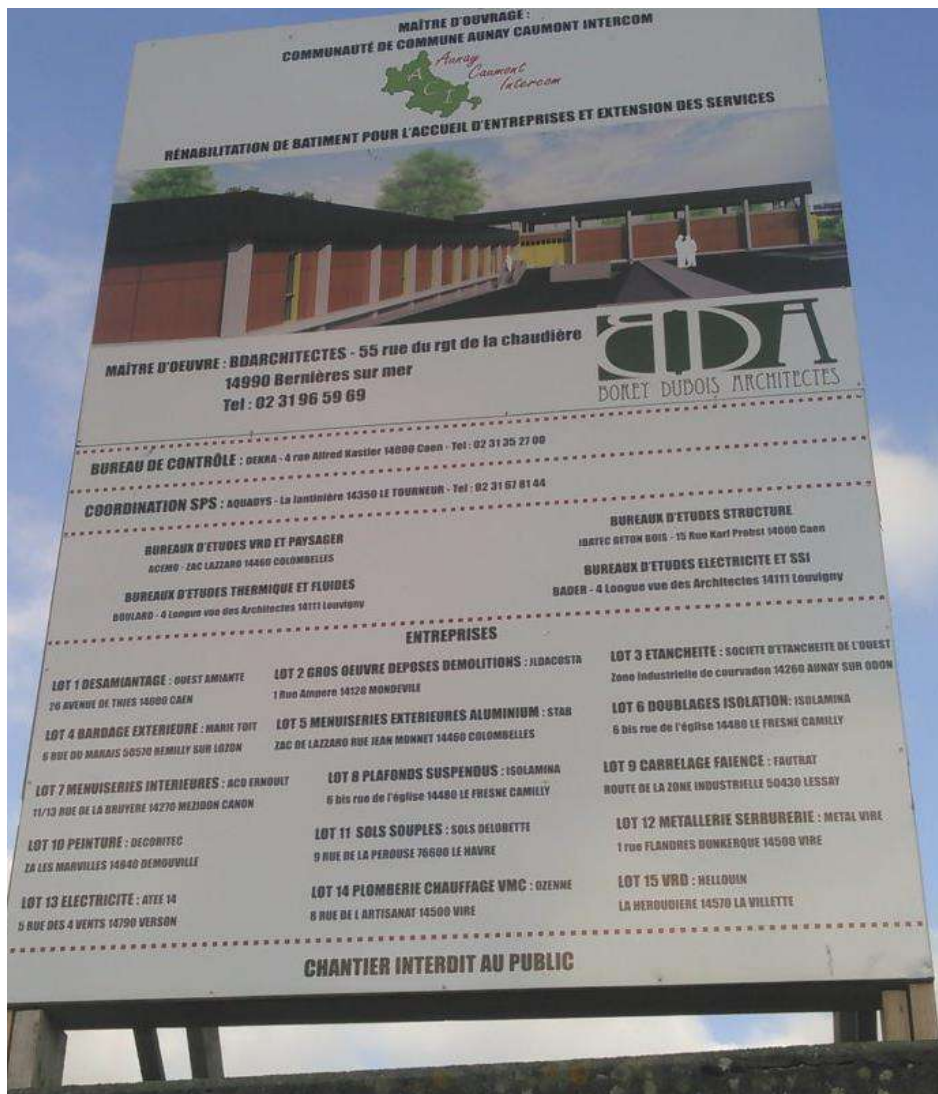 MAÎTRE D'OUVRAGE :
COMMUNAUTÉ DE COMMUNE AUNAY CAUMONT INTERCOM
A C I
Aunay
Caumont
Intercom
RÉHABILITATION DE BATIMENT POUR L'ACCUEIL D'ENTREPRISES ET EXTENSION DES SERVICES
MAÎTRE D'OEUVRE : BDARCHITECTES - 55 rue du rgt de la chaudière
14990 Bernières sur mer
Tel : 02 31 96 59 69
BDA
BOREY DUBOIS ARCHITECTES
BUREAU DE CONTRÔLE : DEKRA - 4 rue Alfred Kastler 14000 Caen - Tel : 02 31 35 27 00
COORDINATION SPS : AQUADYS - La lantinière 14350 LE TOURNEUR - Tel : 02 31 67 81 44
BUREAUX D'ETUDES VRD ET PAYSAGER
ACEMO - ZAC LAZZARO 14460 COLOMBELLES
BUREAUX D'ETUDES STRUCTURE
IBATEC BETON BOIS - 15 Rue Karl Probst 14000 Caen
BUREAUX D'ETUDES THERMIQUE ET FLUIDES
BOULARD - 4 Longue vue des Architectes 14111 Louvigny
BUREAUX D'ETUDES ELECTRICITE ET SSI
BADER - 4 Longue vue des Architectes 14111 Louvigny
ENTREPRISES
LOT 1 DESAMIANTAGE : OUEST AMIANTE
26 AVENUE DE THIES 14000 CAEN
LOT 2 GROS OEUVRE DEPOSES DEMOLITIONS : JLDACOSTA
1 Rue Ampere 14120 MONDEVILE
LOT 3 ETANCHEITE : SOCIETE D'ETANCHEITE DE L'OUEST
Zone industrielle de courvadon 14260 AUNAY SUR ODON
LOT 4 BARDAGE EXTERIEURE : MARIE TOIT
6 RUE DU MARAIS 50570 REMILLY SUR LOZON
LOT 5 MENUISERIES EXTERIEURES ALUMINIUM : STAB
ZAC DE LAZZARO RUE JEAN MONNET 14460 COLOMBELLES
LOT 6 DOUBLAGES ISOLATION: ISOLAMINA
6 bis rue de l'église 14480 LE FRESNE CAMILLY
LOT 7 MENUISERIES INTERIEURES : ACD ERNOULT
11/13 RUE DE LA BRUYERE 14270 MEZIDON CANON
LOT 8 PLAFONDS SUSPENDUS : ISOLAMINA
6 bis rue de l'église 14480 LE FRESNE CAMILLY
LOT 9 CARRELAGE FAIENCE : FAUTRAT
ROUTE DE LA ZONE INDUSTRIELLE 50430 LESSAY
LOT 10 PEINTURE : DECORITEC
ZA LES MARVILLES 14840 DEMOUVILLE
LOT 11 SOLS SOUPLES : SOLS DELOBETTE
9 RUE DE LA PEROUSE 76600 LE HAVRE
LOT 12 METALLERIE SERRURERIE : METAL VIRE
1 rue FLANDRES DUNKERQUE 14500 VIRE
LOT 13 ELECTRICITE : ATEE 14
5 RUE DES 4 VENTS 14790 VERSON
LOT 14 PLOMBERIE CHAUFFAGE VMC : OZENNE
8 RUE DE L ARTISANAT 14500 VIRE
LOT 15 VRD : HELLOUIN
LA HEROUDIERE 14570 LA VILLETTE
CHANTIER INTERDIT AU PUBLIC